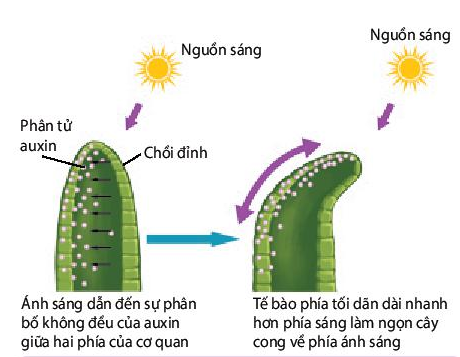 Nguồn sáng
Nguồn sáng
Phân tử
auxin
Chồi đỉnh
Ánh sáng dẫn đến sự phân
bố không đều của auxin
giữa hai phía của cơ quan
Tế bào phía tối dãn dài nhanh
hơn phía sáng làm ngọn cây
cong về phía ánh sáng